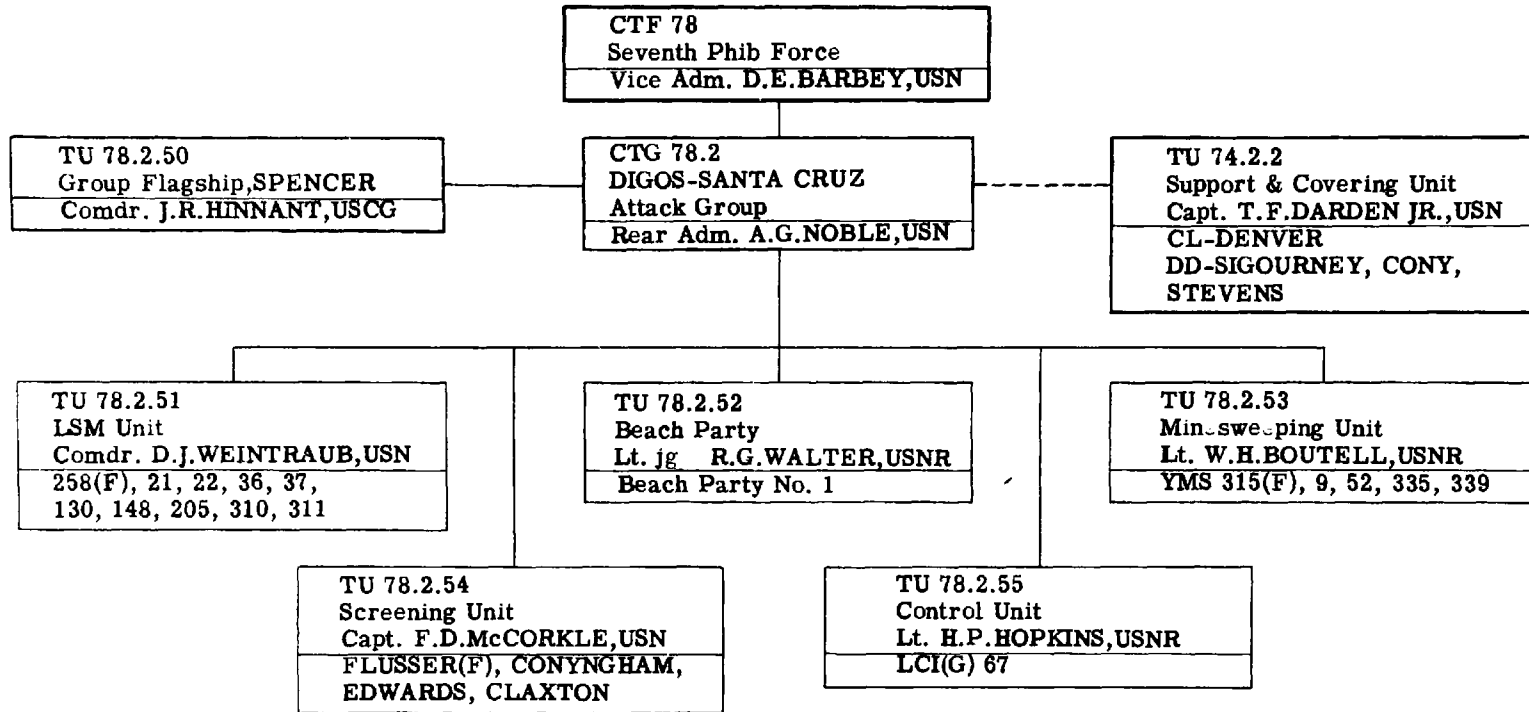 CTF 78
Seventh Phib Force
Vice Adm. D.E.BARBEY,USN
TU 78.2.50
Group Flagship,SPENCER
Comdr. J.R.HINNANT,USCG
CTG 78.2
DIGOS-SANTA CRUZ
Attack Group
Rear Adm. A.G.NOBLE,USN
TU 74.2.2
Support & Covering Unit
Capt. T.F.DARDEN JR.,USN
CL-DENVER
DD-SIGOURNEY, CONY,
STEVENS
TU 78.2.51
LSM Unit
Comdr. D.J.WEINTRAUB,USN
258(F), 21, 22, 36, 37,
130, 148, 205, 310, 311
TU 78.2.52
Beach Party
Lt. jg R.G.WALTER,USNR
Beach Party No. 1
TU 78.2.53
Minesweeping Unit
Lt. W.H.BOUTELL,USNR
YMS 315(F), 9, 52, 335, 339
TU 78.2.54
Screening Unit
Capt. F.D.McCORKLE,USN
FLUSSER(F), CONYNGHAM,
EDWARDS, CLAXTON
TU 78.2.55
Control Unit
Lt. H.P.HOPKINS,USNR
LCI(G) 67